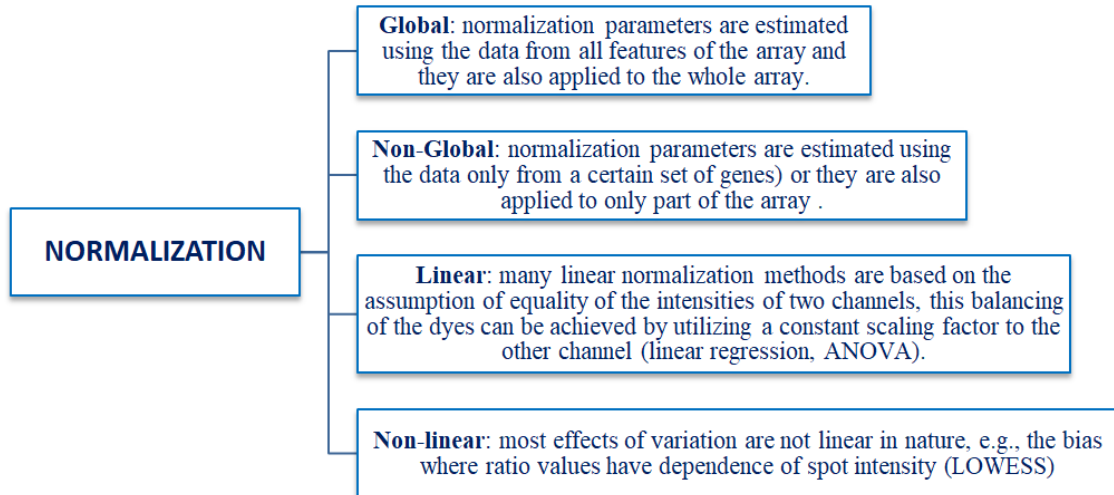 Global: normalization parameters are estimated
using the data from all features of the array and
they are also applied to the whole array.
Non-Global: normalization parameters are estimated using
the data only from a certain set of genes) or they are also
applied to only part of the array .
NORMALIZATION
Linear: many linear normalization methods are based on the
assumption of equality of the intensities of two channels, this balancing
of the dyes can be achieved by utilizing a constant scaling factor to the
other channel (linear regression, ANOVA).
Non-linear: most effects of variation are not linear in nature, e.g., the bias
where ratio values have dependence of spot intensity (LOWESS)